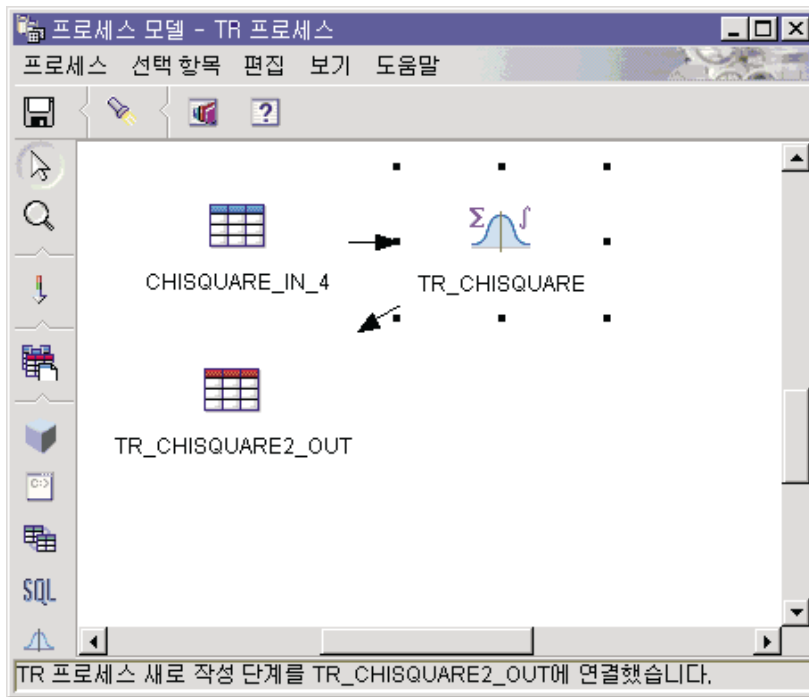 프로세스 모델 - TR 프로세스
프로세스 선택 항목 편집 보기 도움말
CHISQUARE_IN_4
TR_CHISQUARE
TR_CHISQUARE2_OUT
SQL
TR 프로세스 새로 작성 단계를 TR_CHISQUARE2_OUT에 연결했습니다.